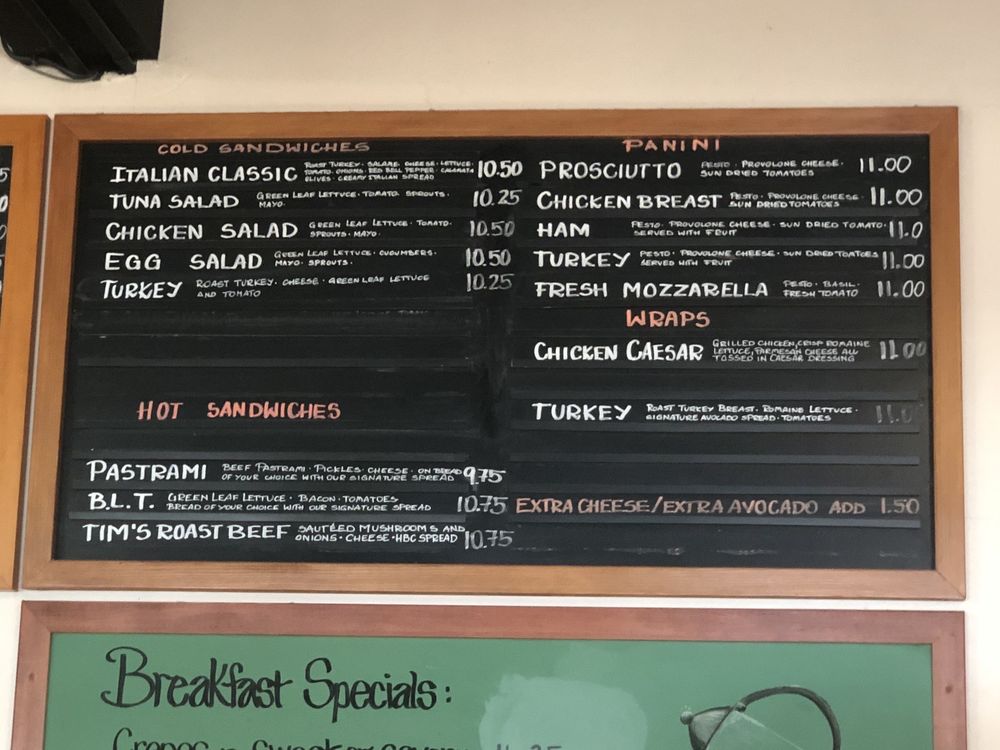 COLD SANDWICHES
ITALIAN CLASSIC ROAST TURKEY · SALAME · CHEESE · LETTUCE · 10.50
TOMATO · ONIONS · RED BELL PEPPER · CALAMATA
OLIVES · CREAMY ITALIAN SPREAD
TUNA SALAD GREEN LEAF LETTUCE · TOMATO · SPROUTS · 10.25
MAYO
CHICKEN SALAD GREEN LEAF LETTUCE · TOMATO · 10.50
SPROUTS · MAYO ·
EGG SALAD GREEN LEAF LETTUCE · CUCUMBERS · 10.50
MAYO · SPROUTS ·
TURKEY ROAST TURKEY · CHEESE · GREEN LEAF LETTUCE 10.25
AND TOMATO
HOT SANDWICHES
PASTRAMI BEEF PASTRAMI · PICKLES · CHEESE · ON BREAD 9.75
OF YOUR CHOICE WITH OUR SIGNATURE SPREAD
B.L.T. GREEN LEAF LETTUCE · BACON · TOMATOES 10.75
BREAD OF YOUR CHOICE WITH OUR SIGNATURE SPREAD
TIM'S ROAST BEEF SAUTÉED MUSHROOMS AND 10.75
ONIONS · CHEESE · HBC SPREAD
PANINI
PROSCIUTTO PESTO · PROVOLONE CHEESE · 11.00
SUN DRIED TOMATOES
CHICKEN BREAST PESTO · PROVOLONE CHEESE 11.00
SUN DRIED TOMATOES
HAM PESTO · PROVOLONE CHEESE · SUN DRIED TOMATO · 11.0
SERVED WITH FRUIT
TURKEY PESTO · PROVOLONE CHEESE · SUN DRIED TOMTOES 11.00
SERVED WITH FRUIT
FRESH MOZZARELLA PESTO · BASIL · 11.00
FRESH TOMATO
WRAPS
CHICKEN CAESAR GRILLED CHICKEN, CRISP ROMAINE 11.00
LETTUCE, PARMESAN CHEESE ALL
TOSSED IN CAESAR DRESSING
TURKEY ROAST TURKEY BREAST · ROMAINE LETTUCE · 11.0
SIGNATURE AVOCADO SPREAD · TOMATOES
EXTRA CHEESE/EXTRA AVOCADO ADD 1.50
Breakfast Specials: